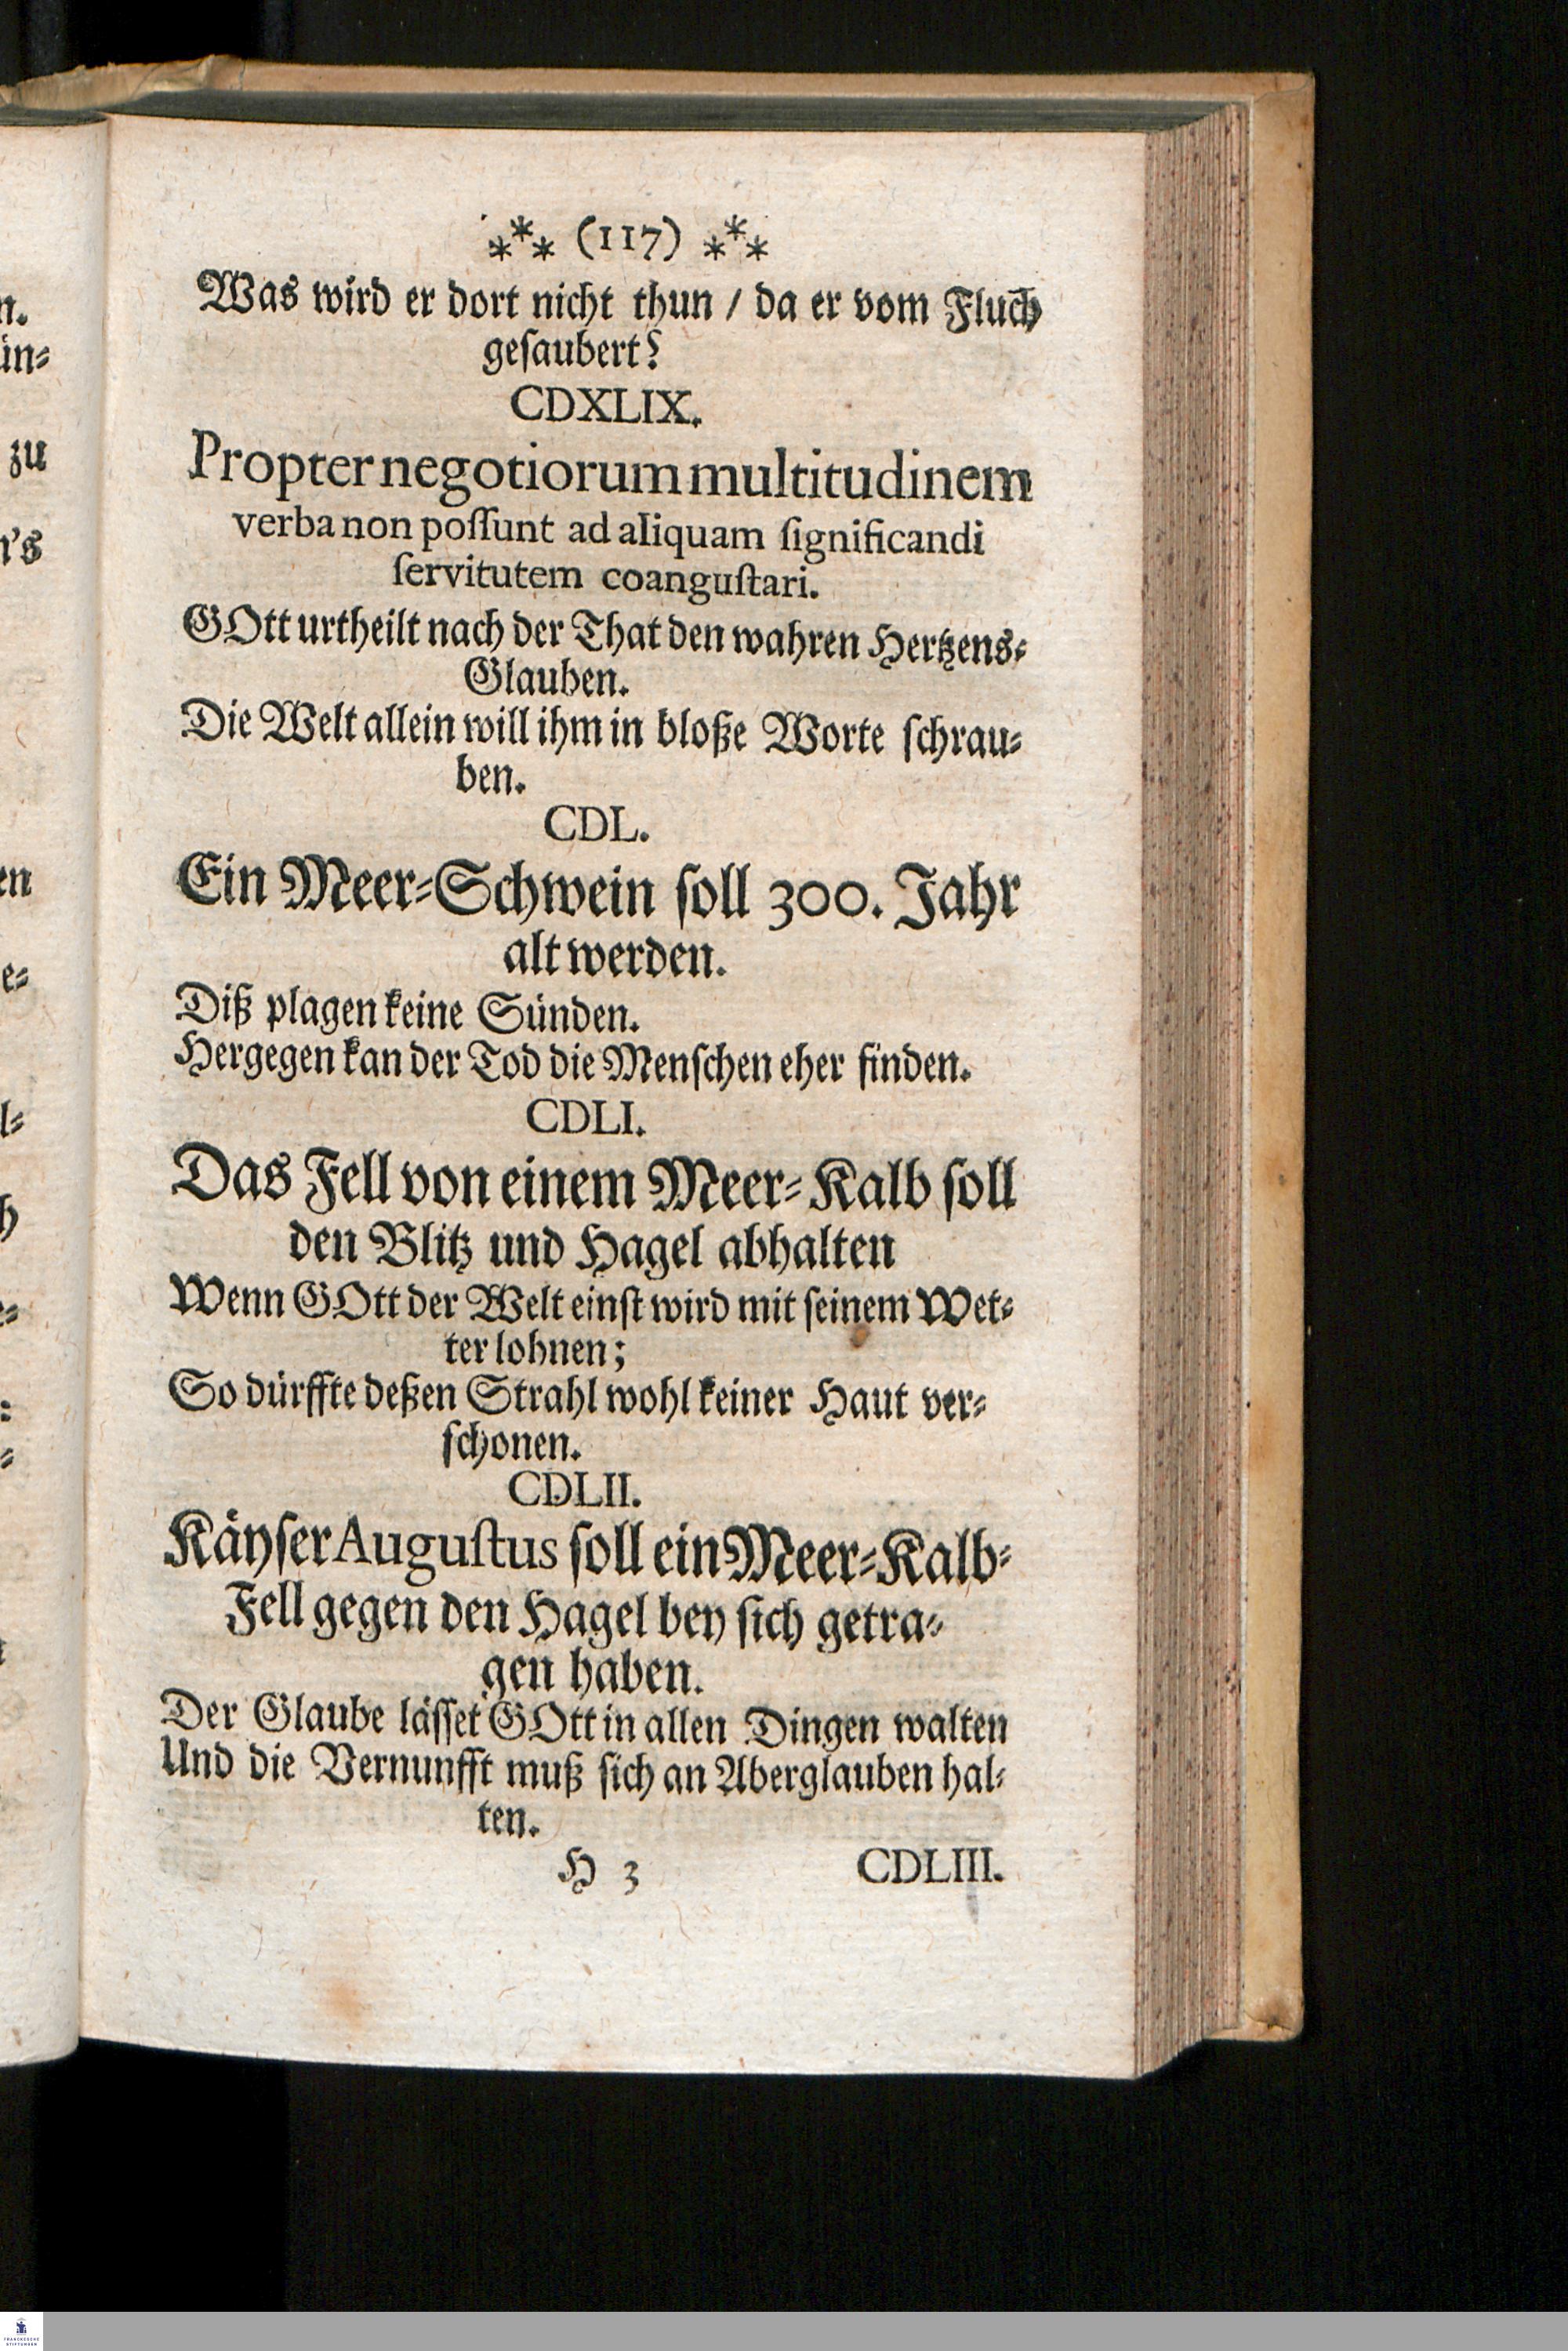 ⁂ (117) ⁂
Was wird er dort nicht thun / da er vom Fluch
geſaubert?
CDXLIX.
Propter negotiorum multitudinem
verba non poſſunt ad aliquam ſignificandi
ſervitutem coanguſtari.
GOtt urtheilt nach der That den wahren Hertzens-
Glauben.
Die Welt allein will ihm in bloße Worte ſchrau-
ben.
CDL.
Ein Meer-Schwein ſoll 300. Jahr
alt werden.
Diß plagen keine Sünden.
Hergegen kan der Tod die Menſchen eher finden.
CDLI.
Das Fell von einem Meer-Kalb ſoll
den Blitz und Hagel abhalten
Wenn GOtt der Welt einſt wird mit ſeinem Wet-
ter lohnen;
So dürffte deßen Strahl wohl keiner Haut ver-
ſchonen.
CDLII.
Käyſer Auguſtus ſoll ein Meer-Kalb-
Fell gegen den Hagel bey ſich getra-
gen haben.
Der Glaube läſſet GOtt in allen Dingen walten
Und die Vernunfft muß ſich an Aberglauben hal-
ten.
H 3 CDLIII.
n.
ün-
zu
n's
en
e-
l-
h
e-
FRANCKESCHE
STIFTUNGEN